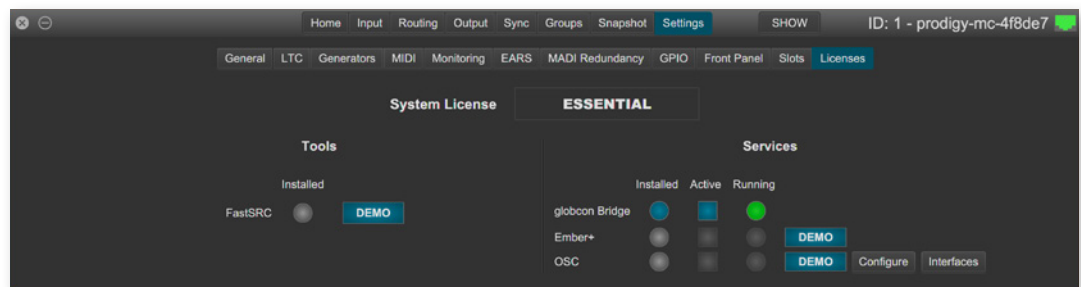 Home Input Routing Output Sync Groups Snapshot Settings SHOW ID: 1 - prodigy-mc-4f8de7
General LTC Generators MIDI Monitoring EARS MADI Redundancy GPIO Front Panel Slots Licenses
System License ESSENTIAL
Tools Services
Installed Installed Active Running
FastSRC DEMO globcon Bridge
Ember+ DEMO
OSC DEMO Configure Interfaces